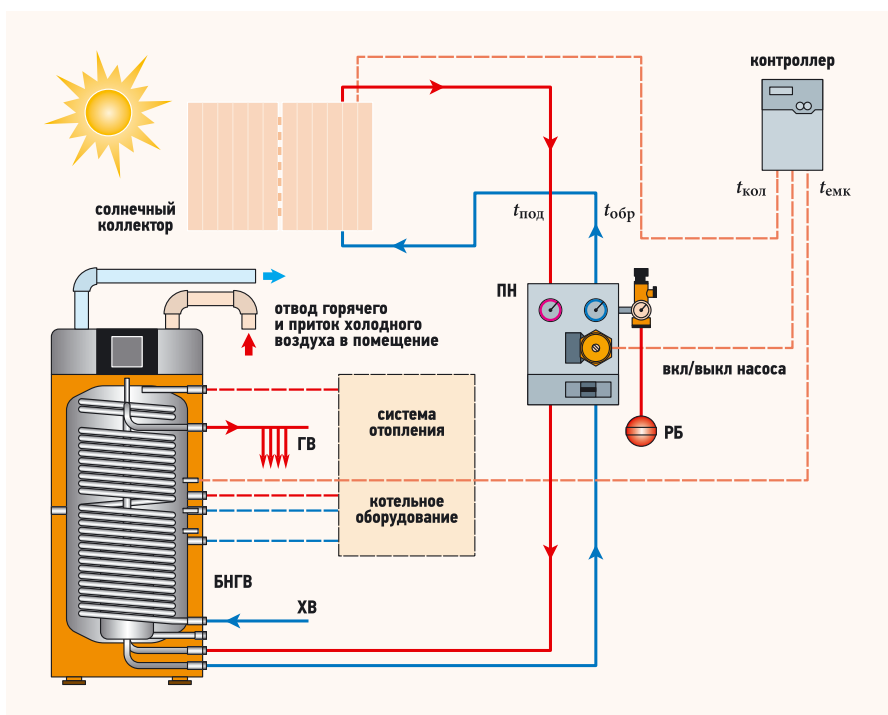 контроллер
tкол
tемк
солнечный
коллектор
tпод
tобр
ПН
отвод горячего
и приток холодного
воздуха в помещение
вкл/выкл насоса
система
отопления
ГВ
РБ
котельное
оборудование
БНГВ
ХВ